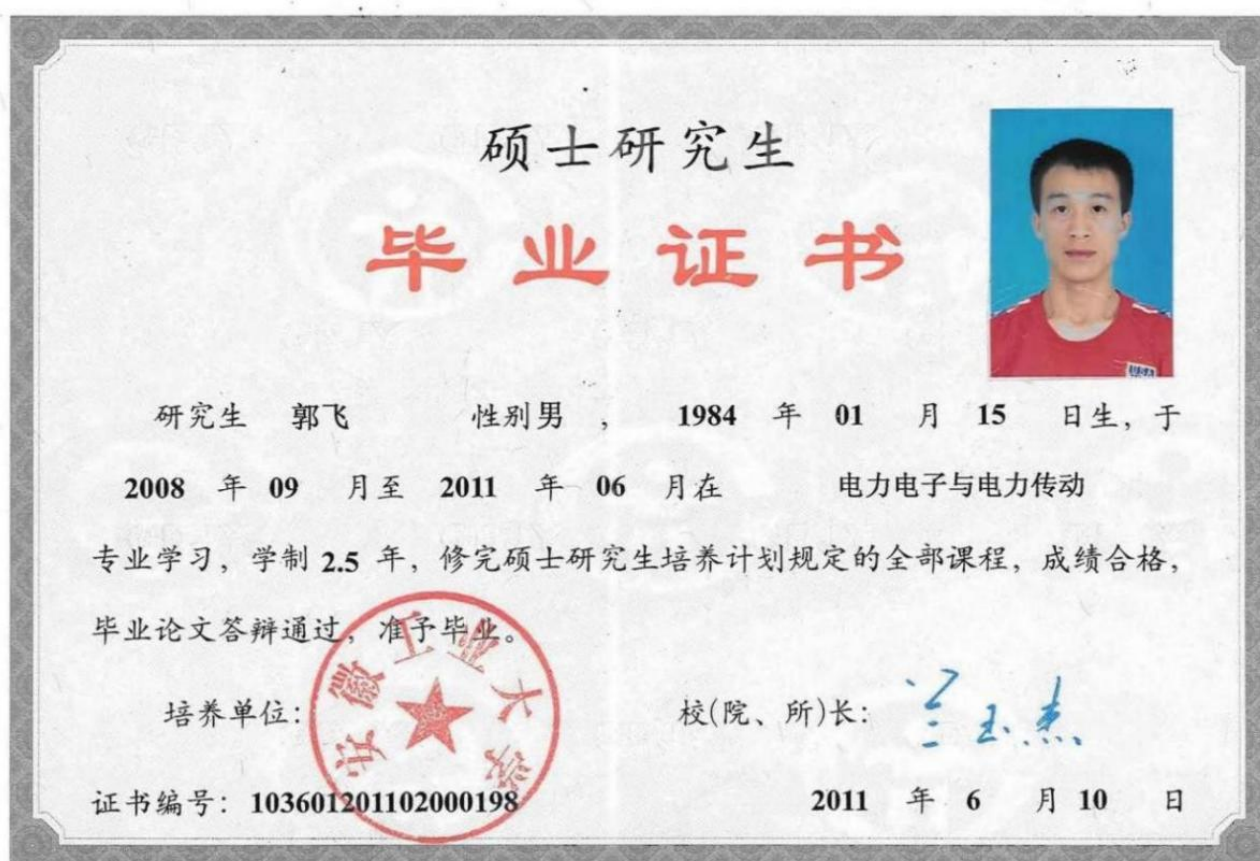 硕士研究生
毕业证书
研究生 郭飞 性别男 , 1984 年 01 月 15 日生, 于
2008 年 09 月至 2011 年 06 月在 电力电子与电力传动
专业学习, 学制 2.5 年, 修完硕士研究生培养计划规定的全部课程, 成绩合格,
毕业论文答辩通过, 准予毕业。
安徽工业大学
培养单位: 校(院、所)长: 兰玉杰
证书编号: 103601201102000198 2011 年 6 月 10 日